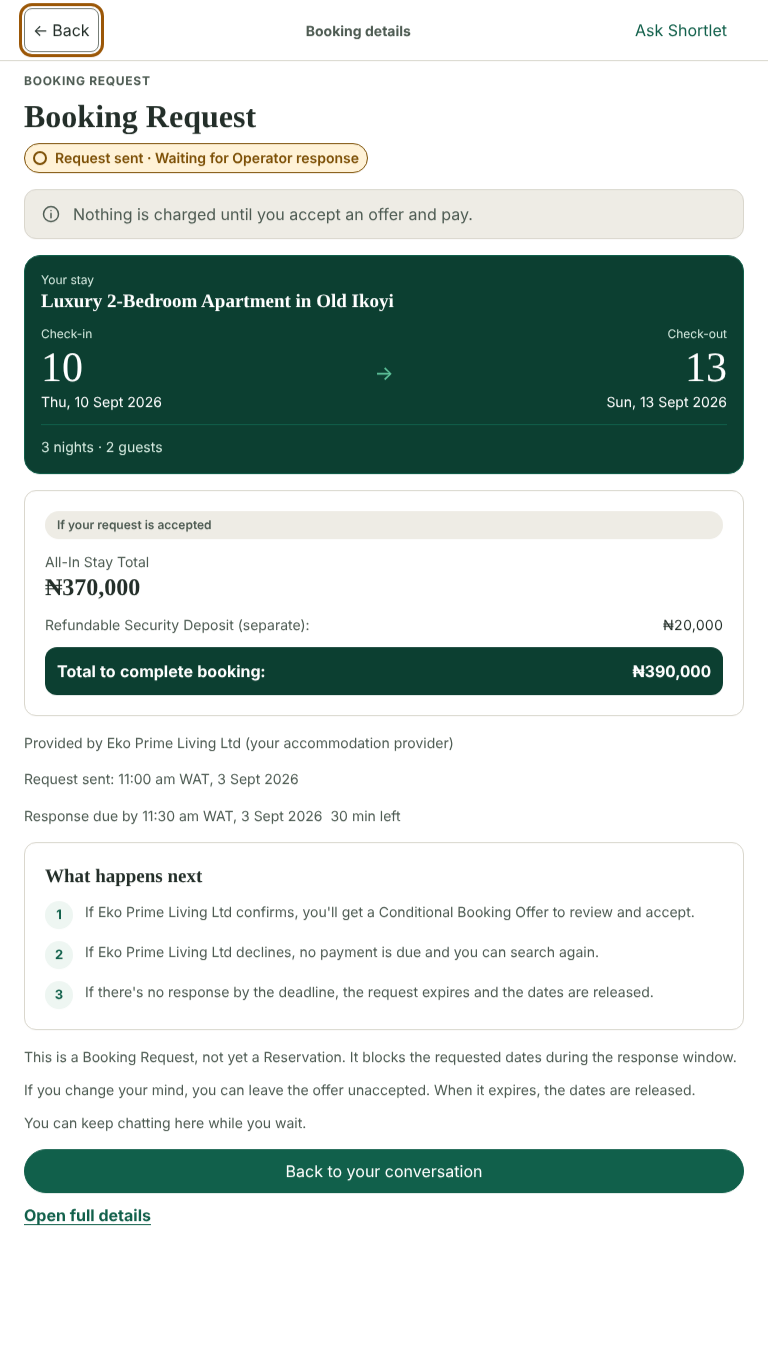 ← Back
Booking details
Ask Shortlet
BOOKING REQUEST
Booking Request
Request sent · Waiting for Operator response
Nothing is charged until you accept an offer and pay.
Your stay
Luxury 2-Bedroom Apartment in Old Ikoyi
Check-in
10
Thu, 10 Sept 2026
→
Check-out
13
Sun, 13 Sept 2026
3 nights · 2 guests
If your request is accepted
All-In Stay Total
₦370,000
Refundable Security Deposit (separate): ₦20,000
Total to complete booking: ₦390,000
Provided by Eko Prime Living Ltd (your accommodation provider)
Request sent: 11:00 am WAT, 3 Sept 2026
Response due by 11:30 am WAT, 3 Sept 2026 30 min left
What happens next
1 If Eko Prime Living Ltd confirms, you'll get a Conditional Booking Offer to review and accept.
2 If Eko Prime Living Ltd declines, no payment is due and you can search again.
3 If there's no response by the deadline, the request expires and the dates are released.
This is a Booking Request, not yet a Reservation. It blocks the requested dates during the response window.
If you change your mind, you can leave the offer unaccepted. When it expires, the dates are released.
You can keep chatting here while you wait.
Back to your conversation
Open full details